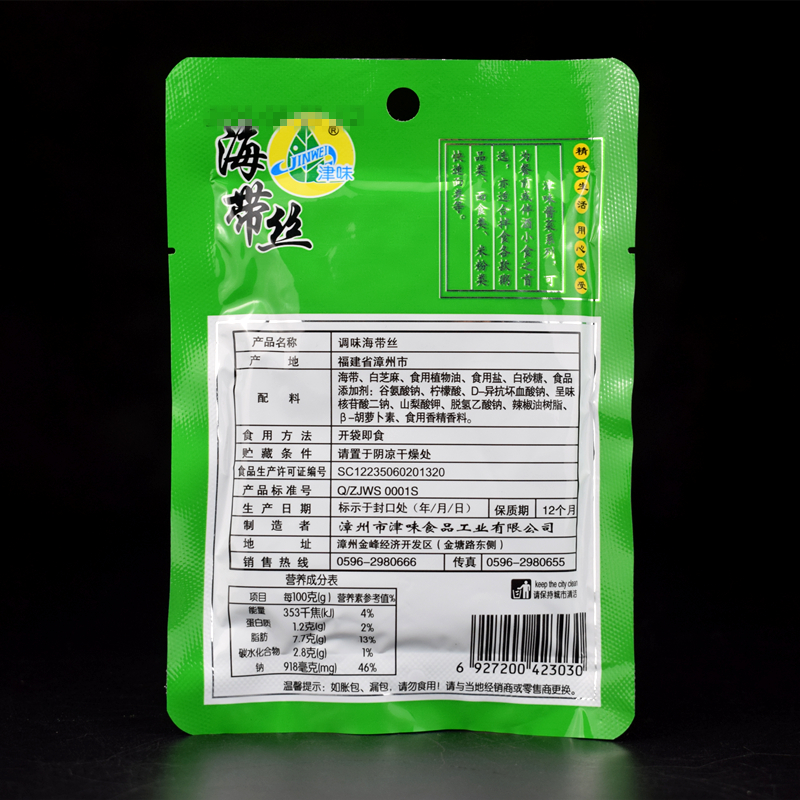 海带丝
JINWEI®
津味
精致生活 用心感受
产品名称 调味海带丝
产地 福建省漳州市
配料 海带、白芝麻、食用植物油、食用盐、白砂糖、食品
添加剂：谷氨酸钠、柠檬酸、D-异抗坏血酸钠、呈味
核苷酸二钠、山梨酸钾、脱氢乙酸钠、辣椒油树脂、
β-胡萝卜素、食用香精香料。
食用方法 开袋即食
贮藏条件 请置于阴凉干燥处
食品生产许可证编号 SC12235060201320
产品标准号 Q/ZJWS 0001S
生产日期 标示于封口处（年/月/日） 保质期 12个月
制造者 漳州市津味食品工业有限公司
地址 漳州金峰经济开发区（金塘路东侧）
销售热线 0596-2980666 传真 0596-2980655
营养成分表
项目 每100克(g) 营养素参考值%
能量 353千焦(kJ) 4%
蛋白质 1.2克(g) 2%
脂肪 7.7克(g) 13%
碳水化合物 2.8克(g) 1%
钠 918毫克(mg) 46%
keep the city clean
请保持城市清洁
6 927200 423030
温馨提示：如胀包、漏包，请勿食用！请与当地经销商或零售商更换。